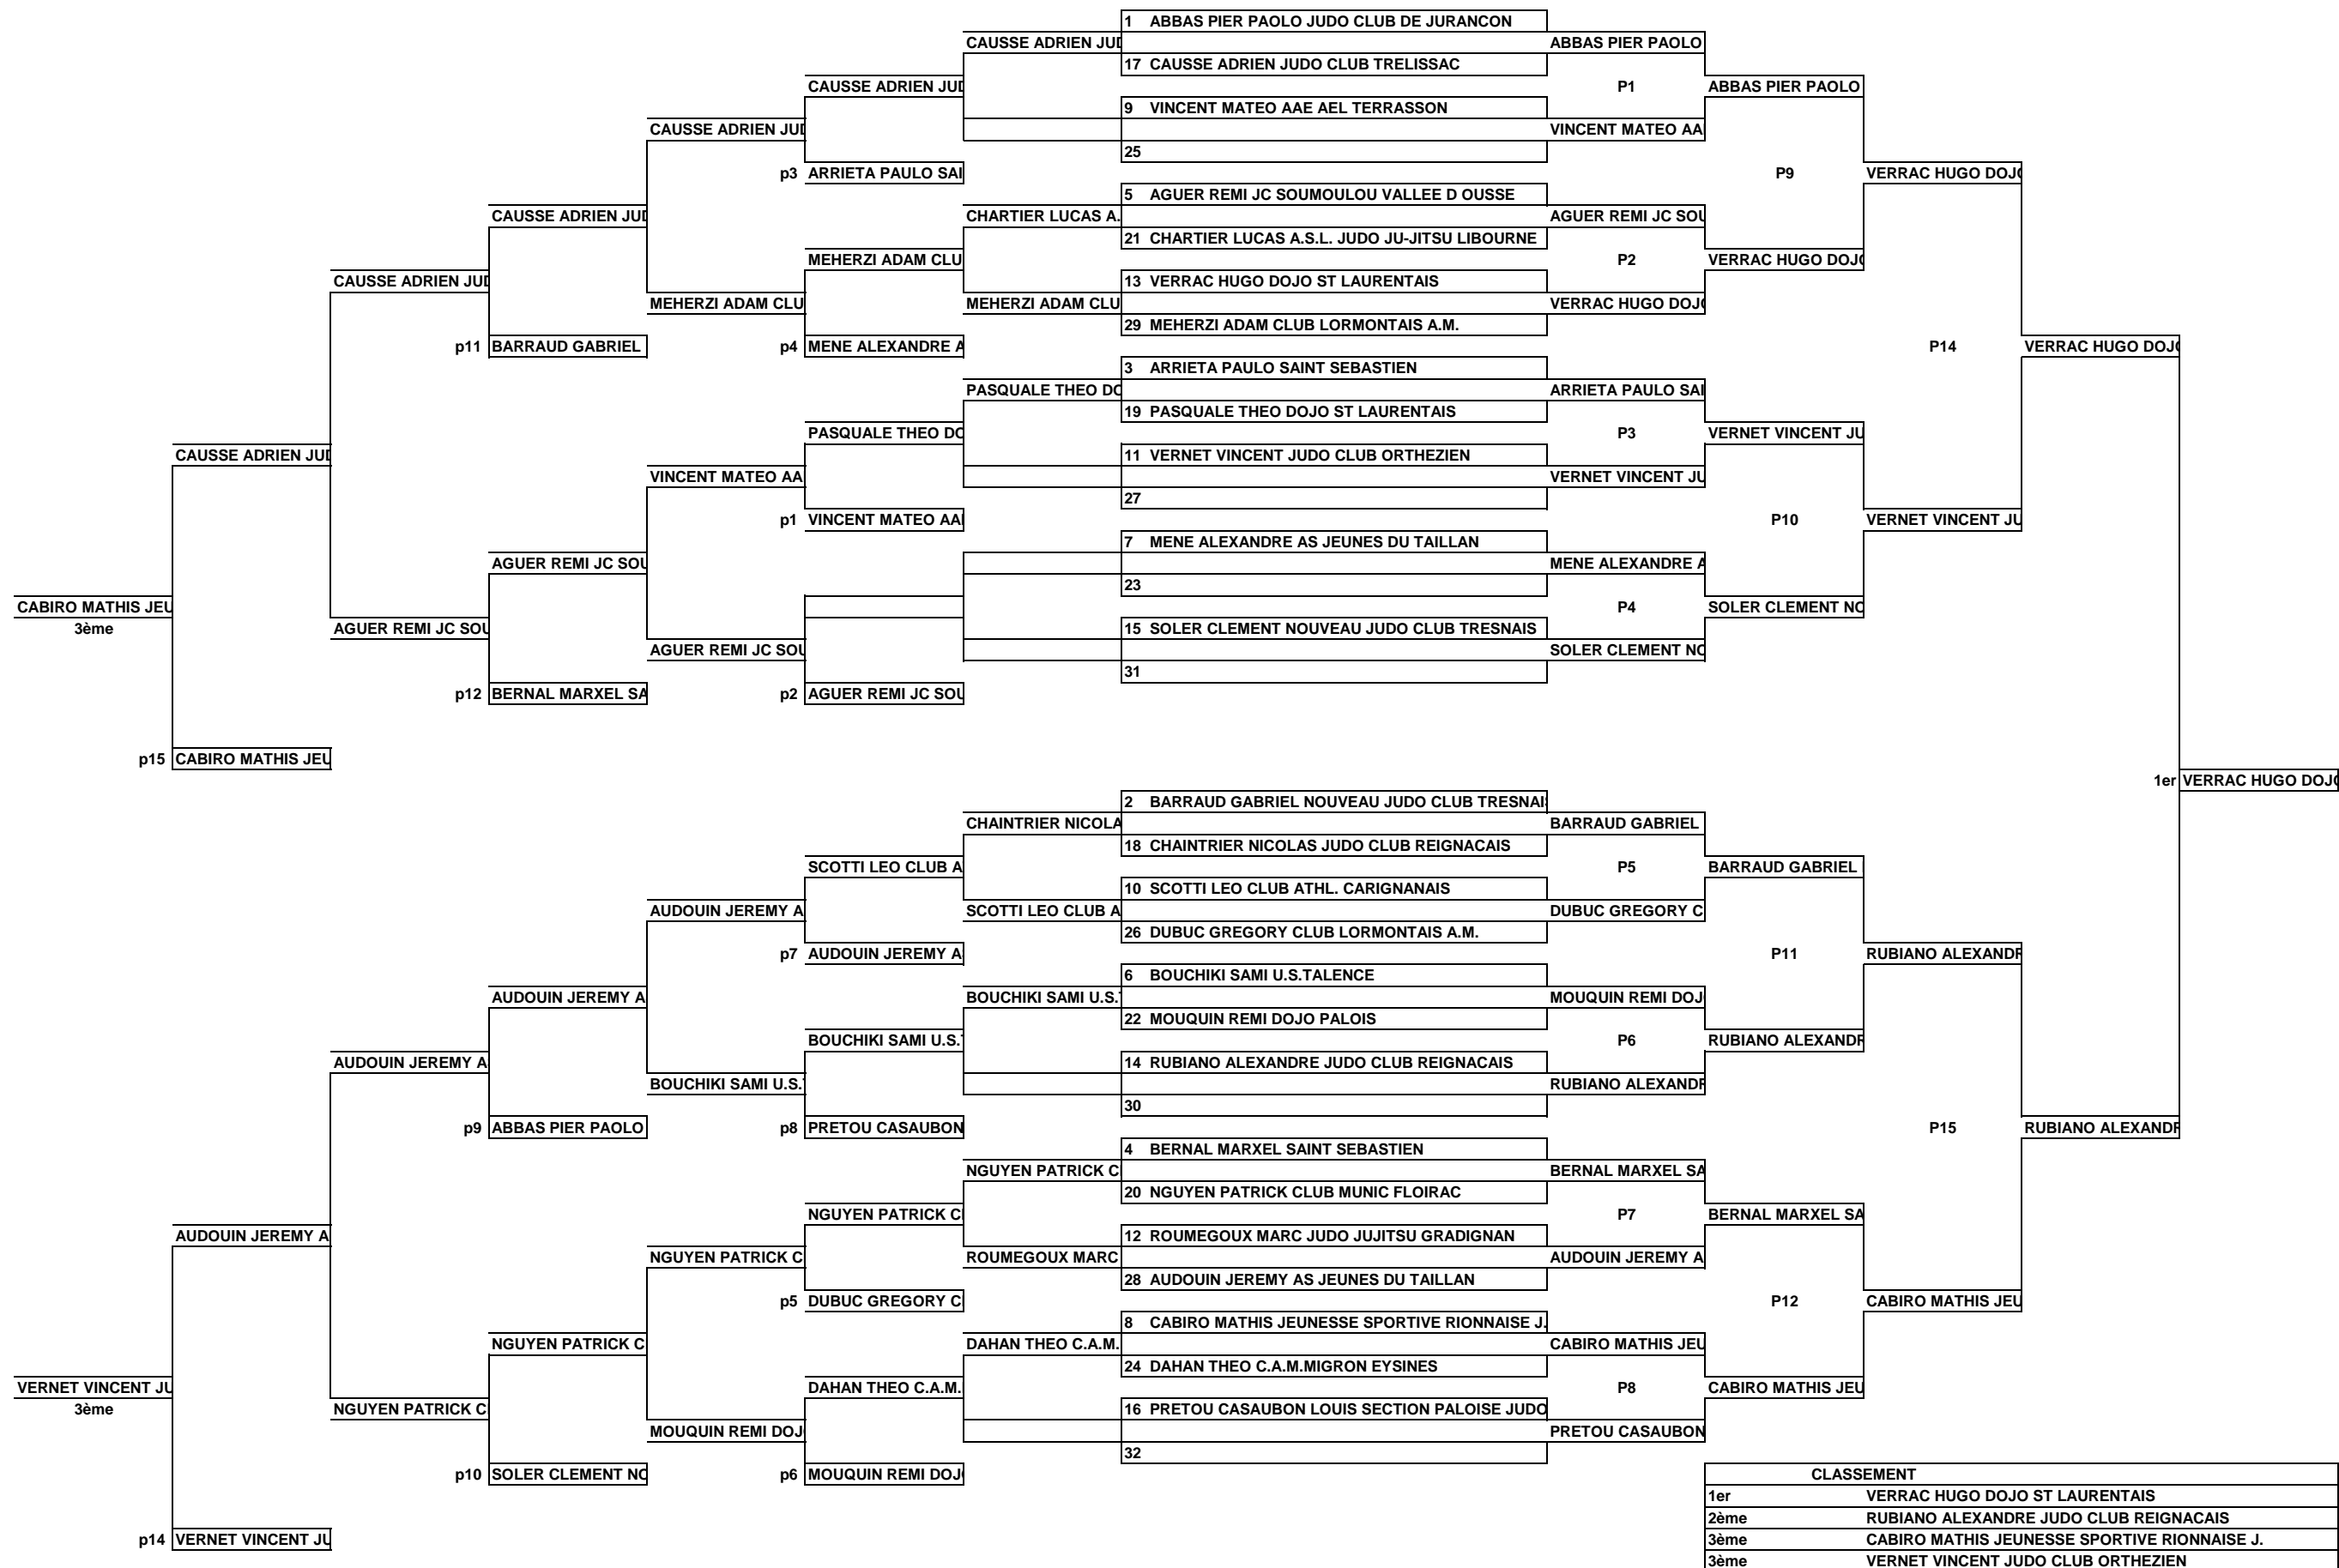 1 ABBAS PIER PAOLO JUDO CLUB DE JURANCON
CAUSSE ADRIEN JUD ABBAS PIER PAOLO
17 CAUSSE ADRIEN JUDO CLUB TRELISSAC
CAUSSE ADRIEN JUD P1 ABBAS PIER PAOLO
9 VINCENT MATEO AAE AEL TERRASSON
CAUSSE ADRIEN JUD VINCENT MATEO AA
25
p3 ARRIETA PAULO SAI P9 VERRAC HUGO DOJO
5 AGUER REMI JC SOUMOULOU VALLEE D OUSSE
CAUSSE ADRIEN JUD CHARTIER LUCAS A. AGUER REMI JC SOU
21 CHARTIER LUCAS A.S.L. JUDO JU-JITSU LIBOURNE
MEHERZI ADAM CLU P2 VERRAC HUGO DOJO
CAUSSE ADRIEN JUD 13 VERRAC HUGO DOJO ST LAURENTAIS
MEHERZI ADAM CLU MEHERZI ADAM CLU VERRAC HUGO DOJO
29 MEHERZI ADAM CLUB LORMONTAIS A.M.
p11 BARRAUD GABRIEL p4 MENE ALEXANDRE A P14 VERRAC HUGO DOJO
3 ARRIETA PAULO SAINT SEBASTIEN
PASQUALE THEO DO ARRIETA PAULO SAI
19 PASQUALE THEO DOJO ST LAURENTAIS
PASQUALE THEO DO P3 VERNET VINCENT JU
CAUSSE ADRIEN JUD 11 VERNET VINCENT JUDO CLUB ORTHEZIEN
VINCENT MATEO AA VERNET VINCENT JU
27
p1 VINCENT MATEO AAI P10 VERNET VINCENT JU
7 MENE ALEXANDRE AS JEUNES DU TAILLAN
AGUER REMI JC SOU MENE ALEXANDRE A
23
CABIRO MATHIS JEU P4 SOLER CLEMENT NO
3ème AGUER REMI JC SOU 15 SOLER CLEMENT NOUVEAU JUDO CLUB TRESNAIS
AGUER REMI JC SOU SOLER CLEMENT NO
31
p12 BERNAL MARXEL SA p2 AGUER REMI JC SOU
p15 CABIRO MATHIS JEU
1er VERRAC HUGO DOJO
2 BARRAUD GABRIEL NOUVEAU JUDO CLUB TRESNAIS
CHAINTRIER NICOLA BARRAUD GABRIEL
18 CHAINTRIER NICOLAS JUDO CLUB REIGNACAIS
SCOTTI LEO CLUB A P5 BARRAUD GABRIEL
10 SCOTTI LEO CLUB ATHL. CARIGNANAIS
AUDOUIN JEREMY A SCOTTI LEO CLUB A DUBUC GREGORY C
26 DUBUC GREGORY CLUB LORMONTAIS A.M.
p7 AUDOUIN JEREMY A P11 RUBIANO ALEXANDR
6 BOUCHIKI SAMI U.S.TALENCE
AUDOUIN JEREMY A BOUCHIKI SAMI U.S. MOUQUIN REMI DOJ
22 MOUQUIN REMI DOJO PALOIS
BOUCHIKI SAMI U.S. P6 RUBIANO ALEXANDR
AUDOUIN JEREMY A 14 RUBIANO ALEXANDRE JUDO CLUB REIGNACAIS
BOUCHIKI SAMI U.S. RUBIANO ALEXANDR
30
p9 ABBAS PIER PAOLO p8 PRETOU CASAUBON P15 RUBIANO ALEXANDR
4 BERNAL MARXEL SAINT SEBASTIEN
NGUYEN PATRICK C BERNAL MARXEL SA
20 NGUYEN PATRICK CLUB MUNIC FLOIRAC
NGUYEN PATRICK C P7 BERNAL MARXEL SA
AUDOUIN JEREMY A 12 ROUMEGOUX MARC JUDO JUJITSU GRADIGNAN
NGUYEN PATRICK C ROUMEGOUX MARC AUDOUIN JEREMY A
28 AUDOUIN JEREMY AS JEUNES DU TAILLAN
p5 DUBUC GREGORY C P12 CABIRO MATHIS JEU
8 CABIRO MATHIS JEUNESSE SPORTIVE RIONNAISE J.
NGUYEN PATRICK C DAHAN THEO C.A.M. CABIRO MATHIS JEU
24 DAHAN THEO C.A.M.MIGRON EYSINES
VERNET VINCENT JU DAHAN THEO C.A.M. P8 CABIRO MATHIS JEU
3ème NGUYEN PATRICK C 16 PRETOU CASAUBON LOUIS SECTION PALOISE JUDO
MOUQUIN REMI DOJ PRETOU CASAUBON
32
p10 SOLER CLEMENT NO p6 MOUQUIN REMI DOJ
CLASSEMENT
1er VERRAC HUGO DOJO ST LAURENTAIS
2ème RUBIANO ALEXANDRE JUDO CLUB REIGNACAIS
p14 VERNET VINCENT JU 3ème CABIRO MATHIS JEUNESSE SPORTIVE RIONNAISE J.
3ème VERNET VINCENT JUDO CLUB ORTHEZIEN